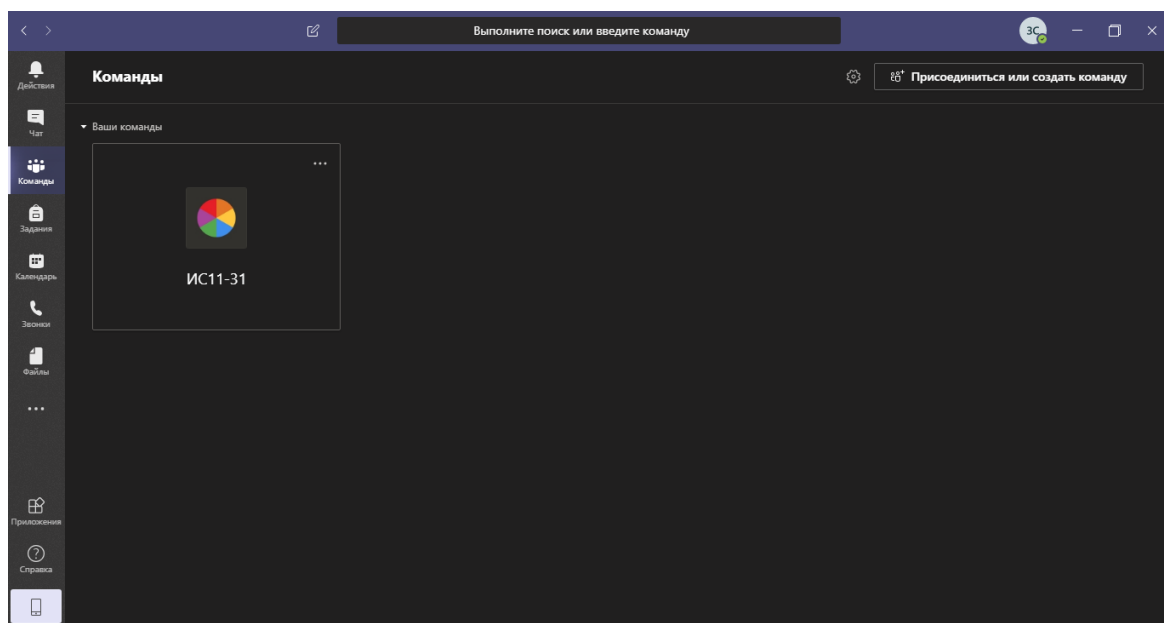 Выполните поиск или введите команду
ЗС
Действия
Команды
Присоединиться или создать команду
Чат
Ваши команды
Команды
Задания
Календарь
ИС11-31
Звонки
Файлы
Приложения
Справка